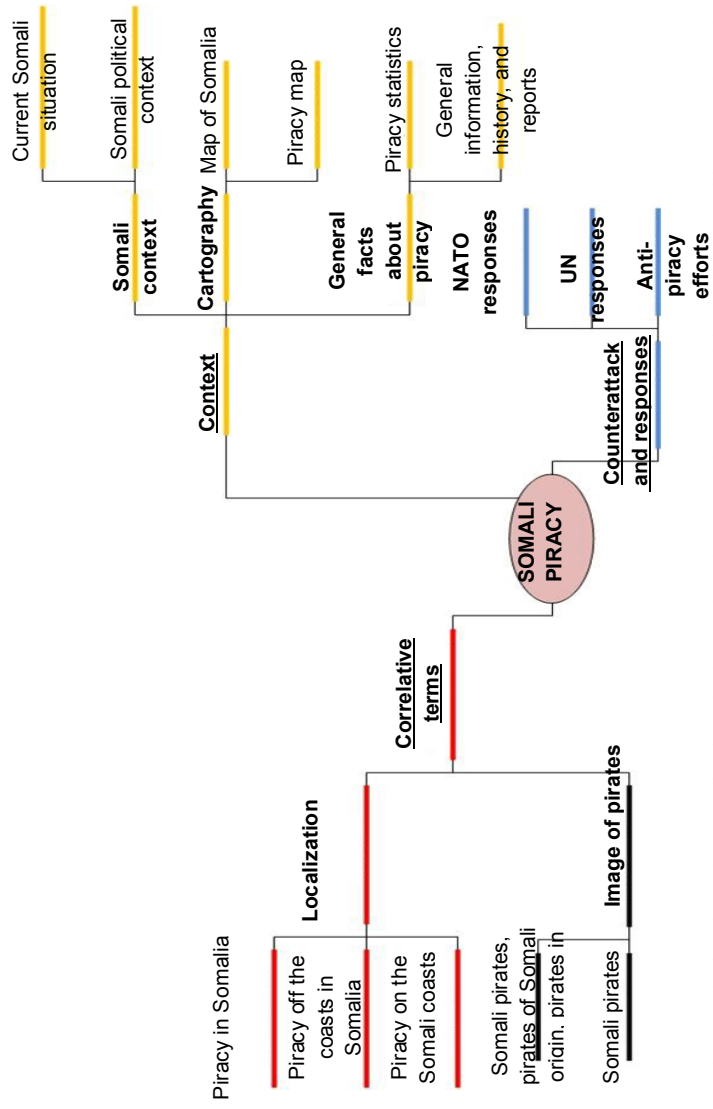 Current Somali
situation
Somali political
context
Somali
context
Map of Somalia
Piracy map
Cartography
Piracy statistics
General
information,
history, and
reports
General
facts
about
piracy
Context
NATO
responses
UN
responses
Anti-
piracy
efforts
Counterattack
and responses
SOMALI
PIRACY
Correlative
terms
Localization
Piracy in Somalia
Piracy off the
coasts in
Somalia
Piracy on the
Somali coasts
Image of pirates
Somali pirates,
pirates of Somali
origin, pirates in
Somali pirates